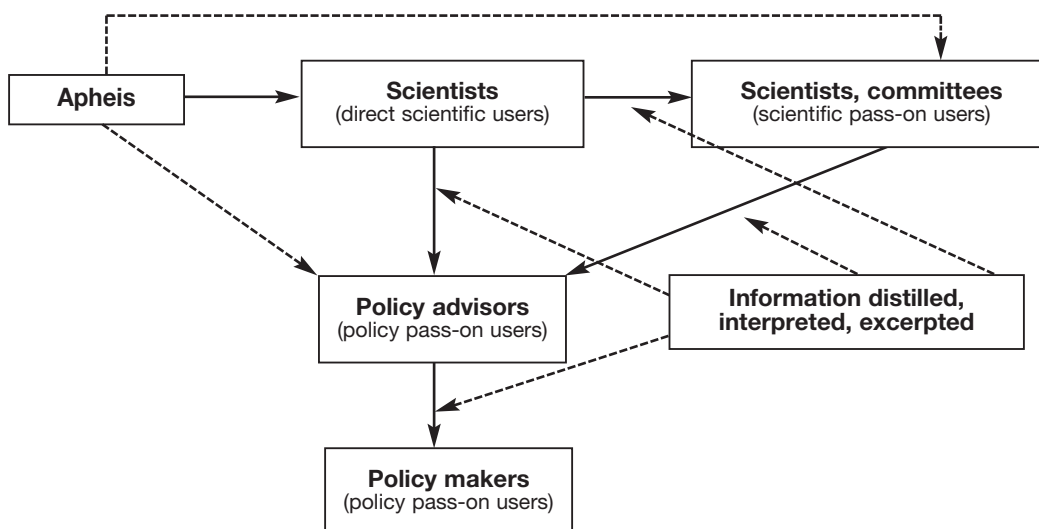 Apheis
Scientists
(direct scientific users)
Scientists, committees
(scientific pass-on users)
Policy advisors
(policy pass-on users)
Information distilled,
interpreted, excerpted
Policy makers
(policy pass-on users)